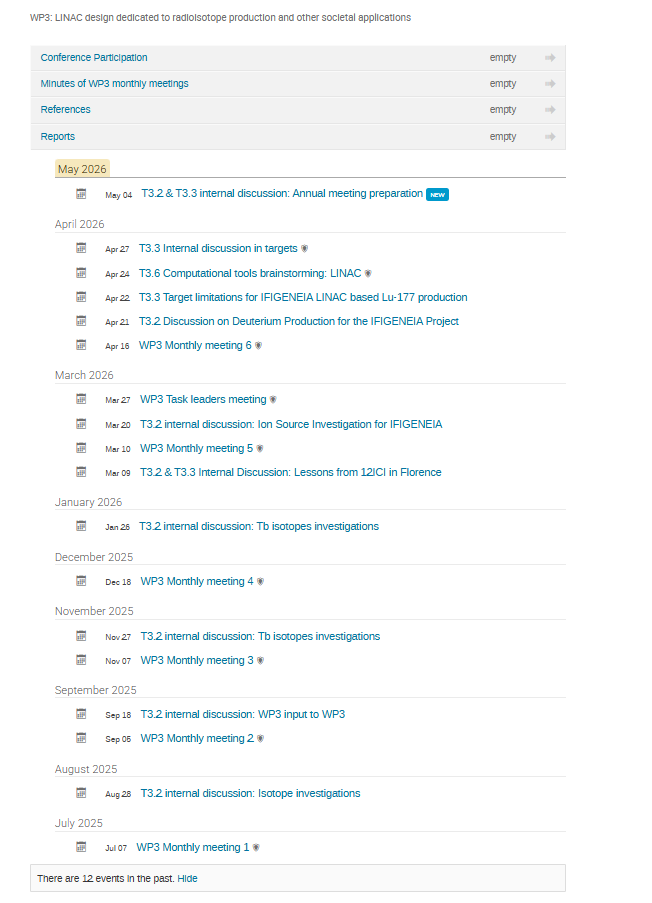 WP3: LINAC design dedicated to radioisotope production and other societal applications
Conference Participation empty
Minutes of WP3 monthly meetings empty
References empty
Reports empty
May 2026
May 04 T3.2 & T3.3 internal discussion: Annual meeting preparation NEW
April 2026
Apr 27 T3.3 Internal discussion in targets
Apr 24 T3.6 Computational tools brainstorming: LINAC
Apr 22 T3.3 Target limitations for IFIGENEIA LINAC based Lu-177 production
Apr 21 T3.2 Discussion on Deuterium Production for the IFIGENEIA Project
Apr 16 WP3 Monthly meeting 6
March 2026
Mar 27 WP3 Task leaders meeting
Mar 20 T3.2 internal discussion: Ion Source Investigation for IFIGENEIA
Mar 10 WP3 Monthly meeting 5
Mar 09 T3.2 & T3.3 Internal Discussion: Lessons from 12ICI in Florence
January 2026
Jan 26 T3.2 internal discussion: Tb isotopes investigations
December 2025
Dec 18 WP3 Monthly meeting 4
November 2025
Nov 27 T3.2 internal discussion: Tb isotopes investigations
Nov 07 WP3 Monthly meeting 3
September 2025
Sep 18 T3.2 internal discussion: WP3 input to WP3
Sep 05 WP3 Monthly meeting 2
August 2025
Aug 28 T3.2 internal discussion: Isotope investigations
July 2025
Jul 07 WP3 Monthly meeting 1
There are 12 events in the past. Hide